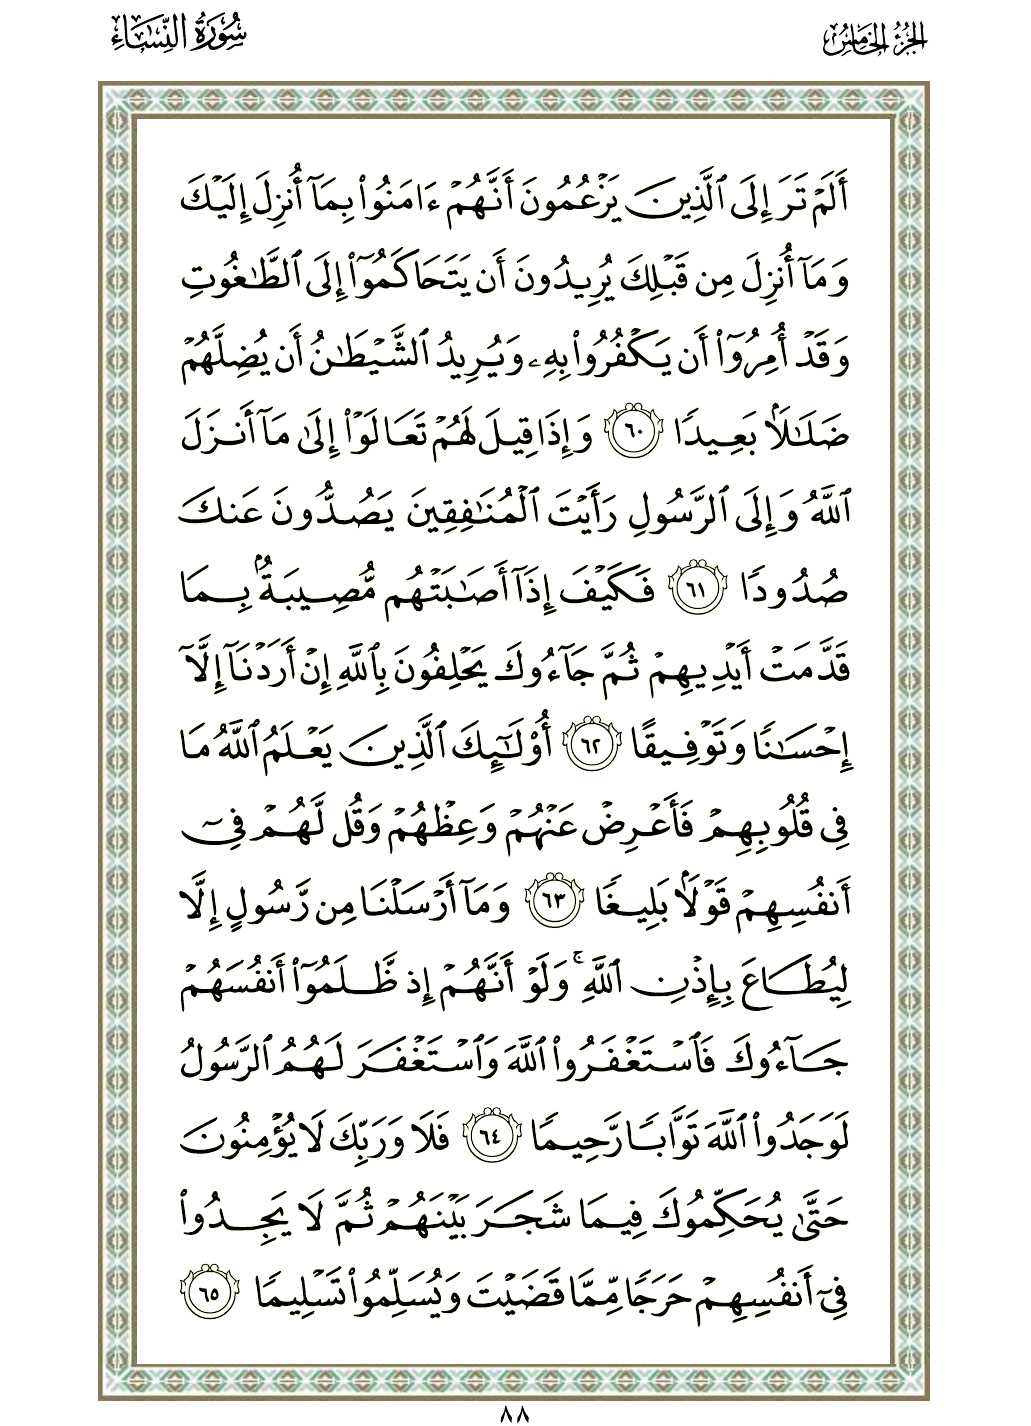 الجزء الخامس
سورة النساء
أَلَمْ تَرَ إِلَى ٱلَّذِينَ يَزْعُمُونَ أَنَّهُمْ ءَامَنُوا۟ بِمَآ أُنزِلَ إِلَيْكَ
وَمَآ أُنزِلَ مِن قَبْلِكَ يُرِيدُونَ أَن يَتَحَاكَمُوٓا۟ إِلَى ٱلطَّـٰغُوتِ
وَقَدْ أُمِرُوٓا۟ أَن يَكْفُرُوا۟ بِهِۦ وَيُرِيدُ ٱلشَّيْطَـٰنُ أَن يُضِلَّهُمْ
ضَلَـٰلًۢا بَعِيدًا ٦٠ وَإِذَا قِيلَ لَهُمْ تَعَالَوْا۟ إِلَىٰ مَآ أَنزَلَ
ٱللَّهُ وَإِلَى ٱلرَّسُولِ رَأَيْتَ ٱلْمُنَـٰفِقِينَ يَصُدُّونَ عَنكَ
صُدُودًا ٦١ فَكَيْفَ إِذَآ أَصَـٰبَتْهُم مُّصِيبَةٌۢ بِمَا
قَدَّمَتْ أَيْدِيهِمْ ثُمَّ جَآءُوكَ يَحْلِفُونَ بِٱللَّهِ إِنْ أَرَدْنَآ إِلَّآ
إِحْسَـٰنًا وَتَوْفِيقًا ٦٢ أُو۟لَـٰٓئِكَ ٱلَّذِينَ يَعْلَمُ ٱللَّهُ مَا
فِى قُلُوبِهِمْ فَأَعْرِضْ عَنْهُمْ وَعِظْهُمْ وَقُل لَّهُمْ فِىٓ
أَنفُسِهِمْ قَوْلًۢا بَلِيغًا ٦٣ وَمَآ أَرْسَلْنَا مِن رَّسُولٍ إِلَّا
لِيُطَاعَ بِإِذْنِ ٱللَّهِ ۚ وَلَوْ أَنَّهُمْ إِذ ظَّلَمُوٓا۟ أَنفُسَهُمْ
جَآءُوكَ فَٱسْتَغْفَرُوا۟ ٱللَّهَ وَٱسْتَغْفَرَ لَهُمُ ٱلرَّسُولُ
لَوَجَدُوا۟ ٱللَّهَ تَوَّابًا رَّحِيمًا ٦٤ فَلَا وَرَبِّكَ لَا يُؤْمِنُونَ
حَتَّىٰ يُحَكِّمُوكَ فِيمَا شَجَرَ بَيْنَهُمْ ثُمَّ لَا يَجِدُوا۟
فِىٓ أَنفُسِهِمْ حَرَجًا مِّمَّا قَضَيْتَ وَيُسَلِّمُوا۟ تَسْلِيمًا ٦٥
٨٨